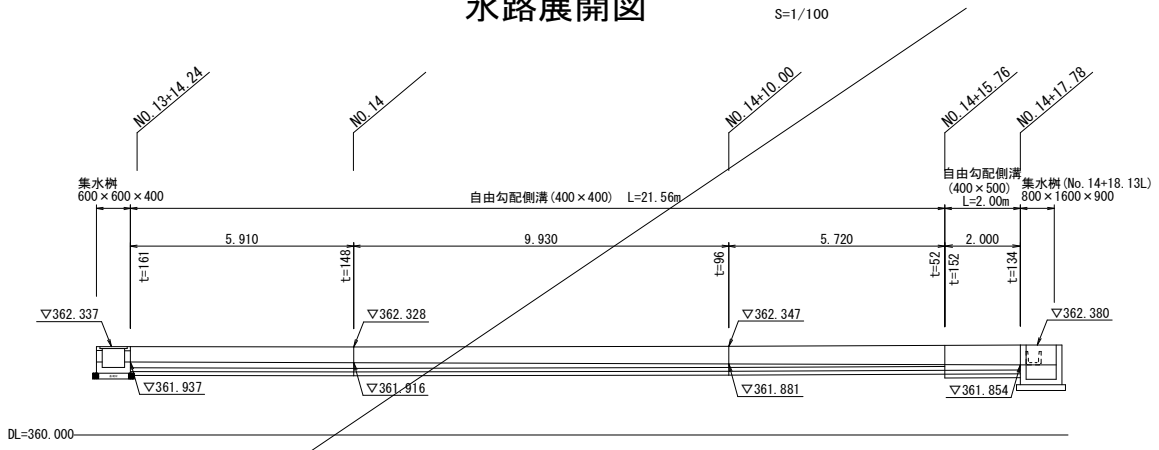 水路展開図
S=1/100
NO.13+14.24
NO.14
NO.14+10.00
NO.14+15.76
NO.14+17.78
集水桝
600×600×400
自由勾配側溝(400×400) L=21.56m
自由勾配側溝
(400×500)
L=2.00m
集水桝(No.14+18.13L)
800×1600×900
5.910
9.930
5.720
2.000
t=161
t=148
t=96
t=52
t=152
t=134
▽362.337
▽362.328
▽362.347
▽362.380
▽361.937
▽361.916
▽361.881
▽361.854
DL=360.000